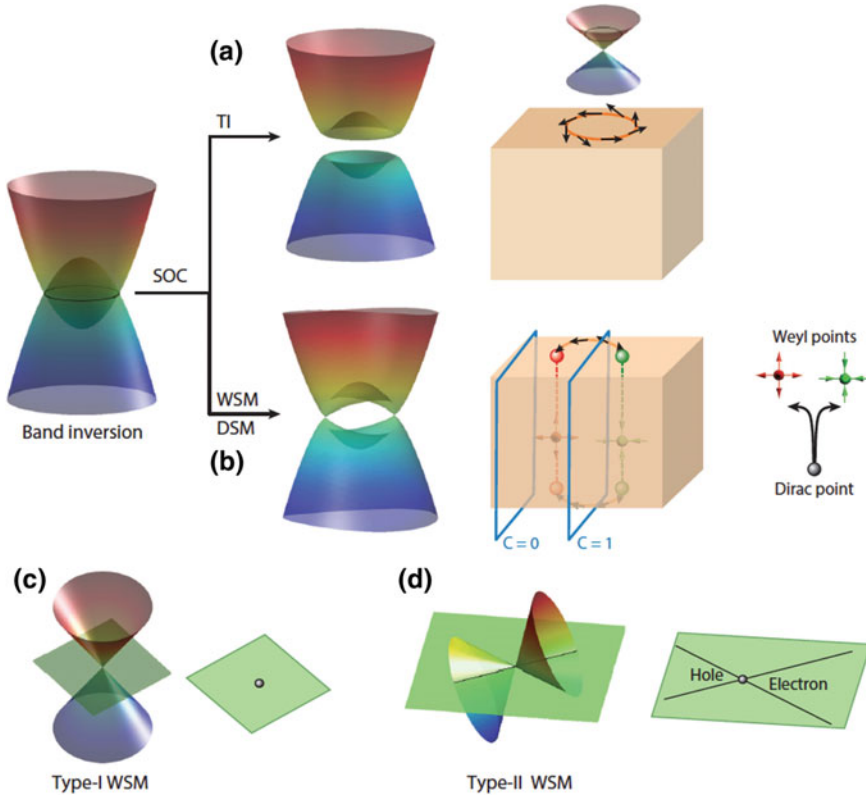 (a)
TI
SOC
WSM
DSM
Band inversion
(b)
Weyl points
Dirac point
C = 0
C = 1
(c)
(d)
Hole
Electron
Type-I WSM
Type-II WSM